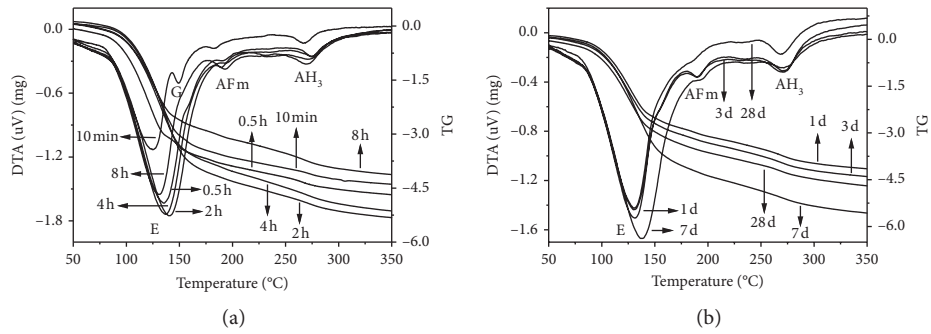 0.0
−0.6
−1.2
−1.8
DTA (uV) (mg)
0.0
−1.5
−3.0
−4.5
−6.0
TG
G
AFm
AH3
10 min
0.5 h
10 min
8 h
8 h
0.5 h
4 h
2 h
E
4 h
2 h
50 100 150 200 250 300 350
Temperature (°C)
(a)
0.0
−0.4
−0.8
−1.2
−1.6
DTA (uV) (mg)
0.0
−1.5
−3.0
−4.5
−6.0
TG
AFm
AH3
3 d
28 d
1 d
3 d
E
1 d
7 d
28 d
7 d
50 100 150 200 250 300 350
Temperature (°C)
(b)